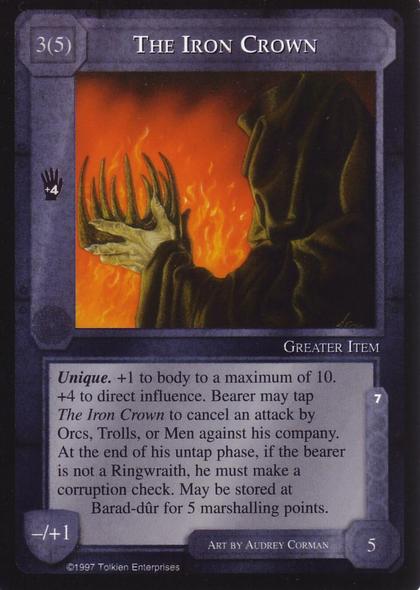 3(5)
THE IRON CROWN
+4
GREATER ITEM
Unique. +1 to body to a maximum of 10.
+4 to direct influence. Bearer may tap
The Iron Crown to cancel an attack by
Orcs, Trolls, or Men against his company.
At the end of his untap phase, if the bearer
is not a Ringwraith, he must make a
corruption check. May be stored at
Barad-dûr for 5 marshalling points.
7
–/+1
ART BY AUDREY CORMAN
5
©1997 Tolkien Enterprises